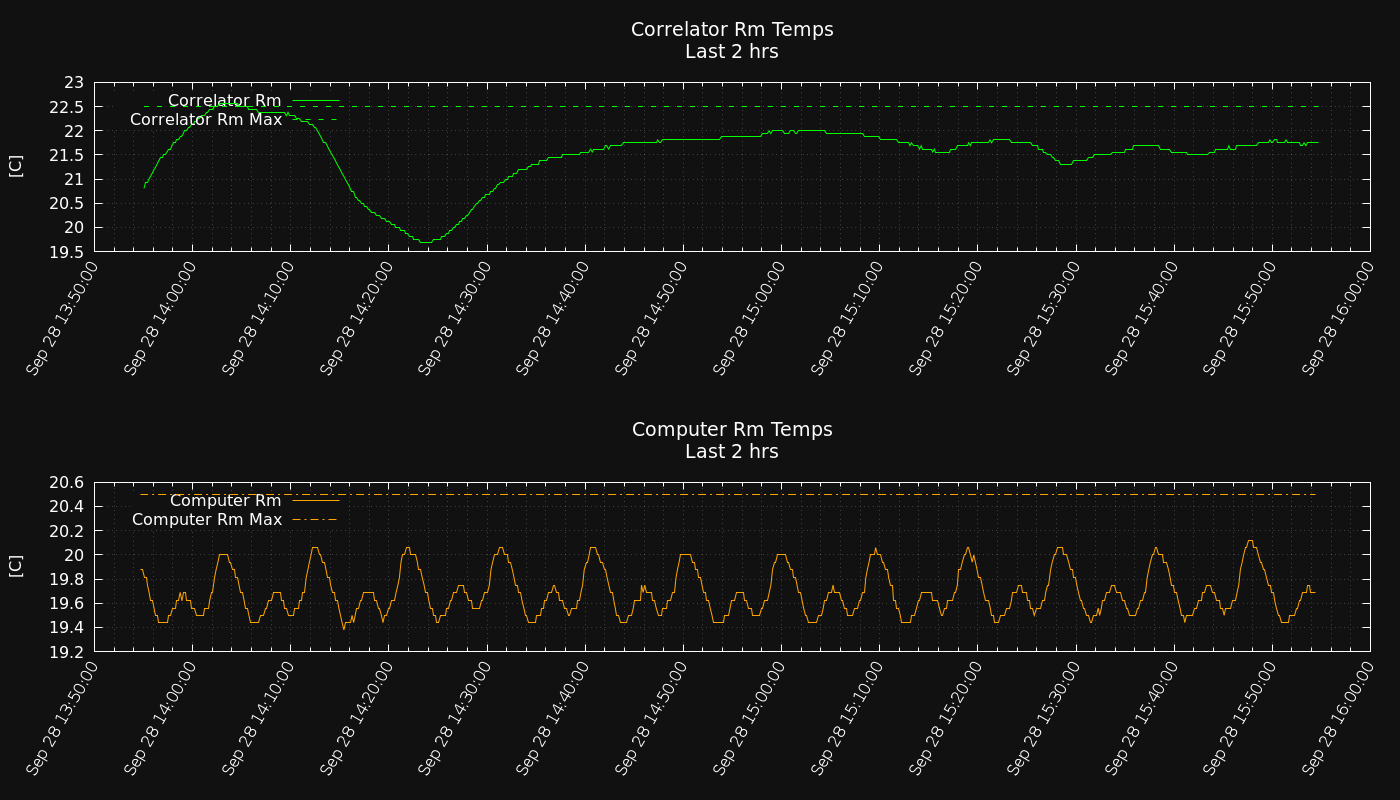 Correlator Rm Temps
Last 2 hrs
23
22.5
22
21.5
21
20.5
20
19.5
[C]
Correlator Rm
Correlator Rm Max
Sep 28 13:50:00
Sep 28 14:00:00
Sep 28 14:10:00
Sep 28 14:20:00
Sep 28 14:30:00
Sep 28 14:40:00
Sep 28 14:50:00
Sep 28 15:00:00
Sep 28 15:10:00
Sep 28 15:20:00
Sep 28 15:30:00
Sep 28 15:40:00
Sep 28 15:50:00
Sep 28 16:00:00
Computer Rm Temps
Last 2 hrs
20.6
20.4
20.2
20
19.8
19.6
19.4
19.2
[C]
Computer Rm
Computer Rm Max
Sep 28 13:50:00
Sep 28 14:00:00
Sep 28 14:10:00
Sep 28 14:20:00
Sep 28 14:30:00
Sep 28 14:40:00
Sep 28 14:50:00
Sep 28 15:00:00
Sep 28 15:10:00
Sep 28 15:20:00
Sep 28 15:30:00
Sep 28 15:40:00
Sep 28 15:50:00
Sep 28 16:00:00